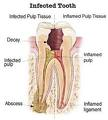 Infected Tooth
Infected Pulp Tissue
Inflamed Pulp Tissue
Decay
Infected
pulp
Inflamed
pulp
Abscess
Inflamed
ligament